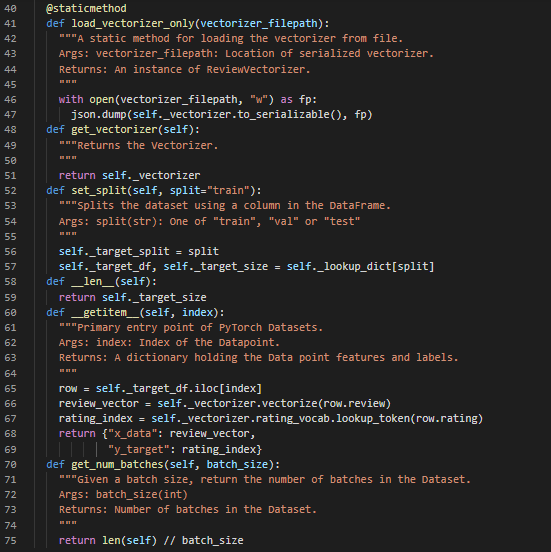 40 @staticmethod
41 def load_vectorizer_only(vectorizer_filepath):
42 """A static method for loading the vectorizer from file.
43 Args: vectorizer_filepath: Location of serialized vectorizer.
44 Returns: An instance of ReviewVectorizer.
45 """
46 with open(vectorizer_filepath, "w") as fp:
47 json.dump(self._vectorizer.to_serializable(), fp)
48 def get_vectorizer(self):
49 """Returns the Vectorizer.
50 """
51 return self._vectorizer
52 def set_split(self, split="train"):
53 """Splits the dataset using a column in the DataFrame.
54 Args: split(str): One of "train", "val" or "test"
55 """
56 self._target_split = split
57 self._target_df, self._target_size = self._lookup_dict[split]
58 def __len__(self):
59 return self._target_size
60 def __getitem__(self, index):
61 """Primary entry point of PyTorch Datasets.
62 Args: index: Index of the Datapoint.
63 Returns: A dictionary holding the Data point features and labels.
64 """
65 row = self._target_df.iloc[index]
66 review_vector = self._vectorizer.vectorize(row.review)
67 rating_index = self._vectorizer.rating_vocab.lookup_token(row.rating)
68 return {"x_data": review_vector,
69 "y_target": rating_index}
70 def get_num_batches(self, batch_size):
71 """Given a batch size, return the number of batches in the Dataset.
72 Args: batch_size(int)
73 Returns: Number of batches in the Dataset.
74 """
75 return len(self) // batch_size